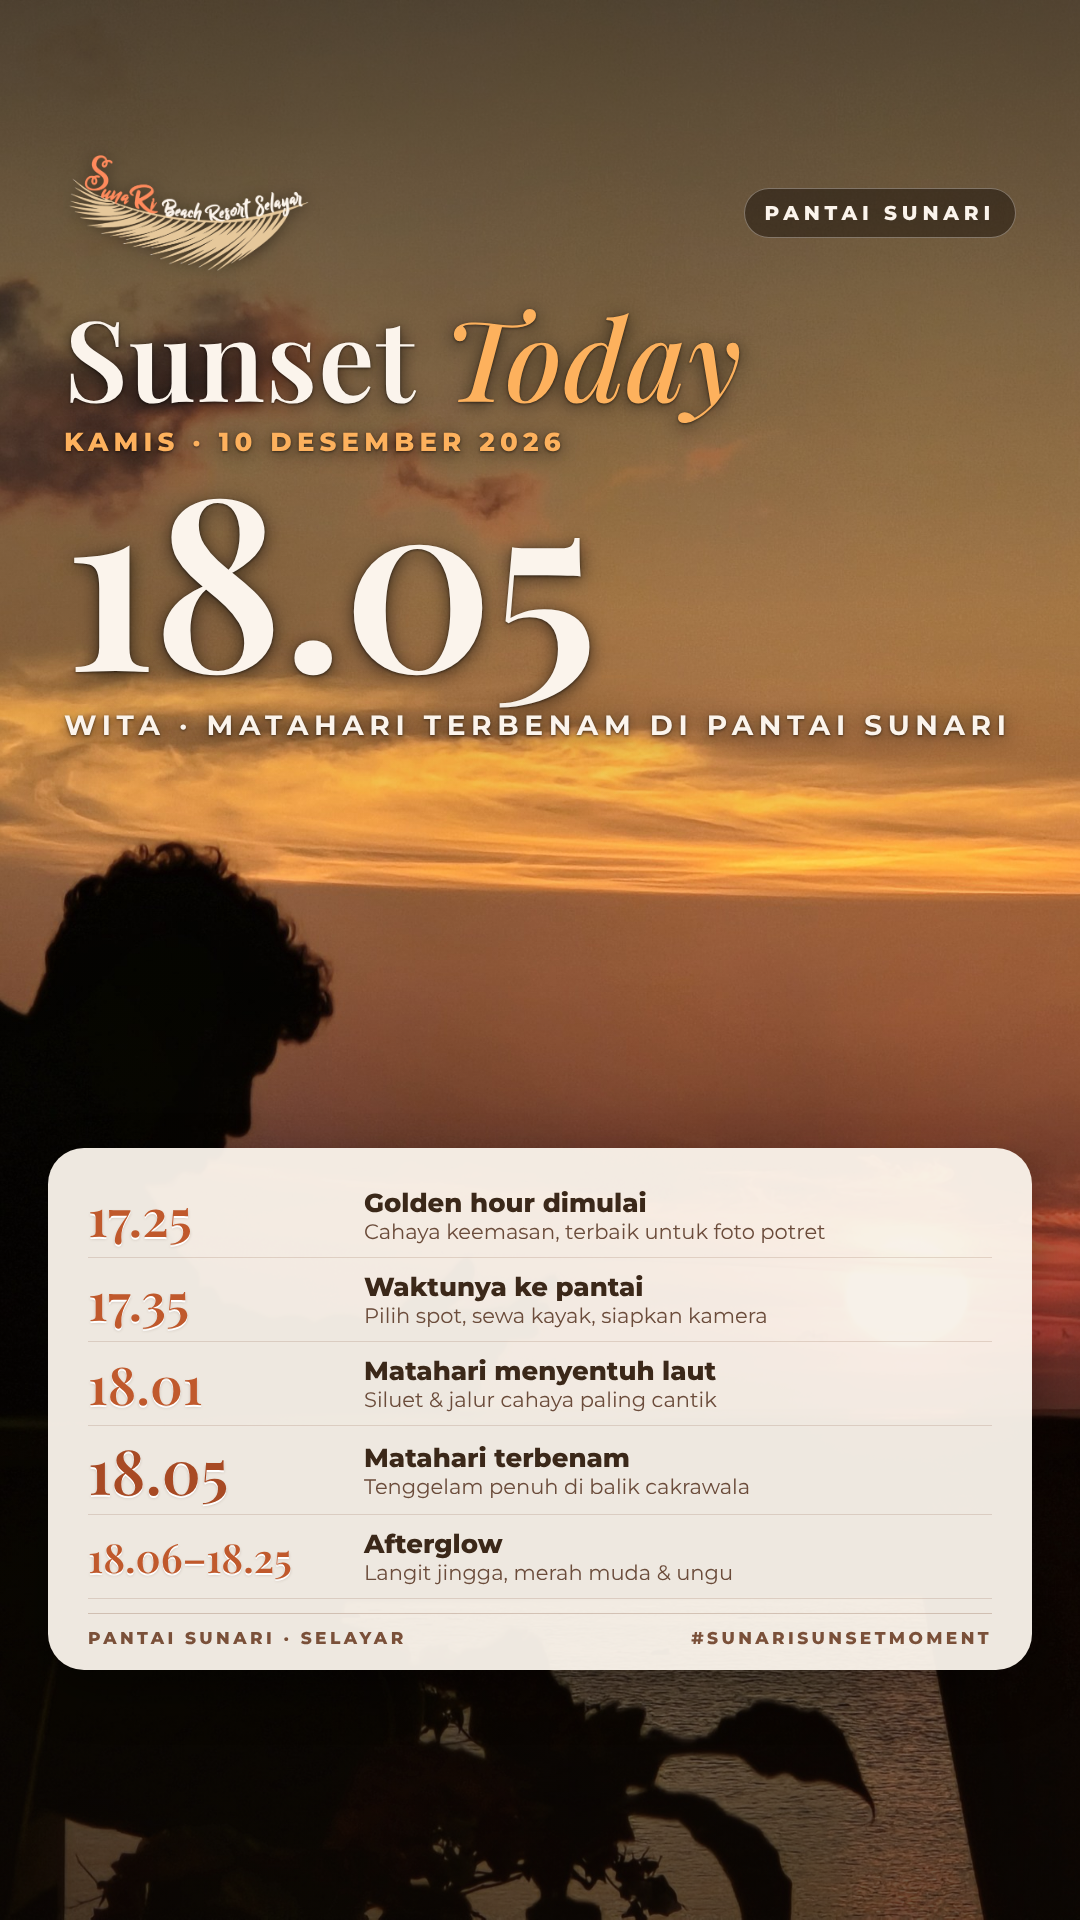 SunaRi Beach Resort Selayar
PANTAI SUNARI
Sunset Today
KAMIS · 10 DESEMBER 2026
18.05
WITA · MATAHARI TERBENAM DI PANTAI SUNARI
17.25
Golden hour dimulai
Cahaya keemasan, terbaik untuk foto potret
17.35
Waktunya ke pantai
Pilih spot, sewa kayak, siapkan kamera
18.01
Matahari menyentuh laut
Siluet & jalur cahaya paling cantik
18.05
Matahari terbenam
Tenggelam penuh di balik cakrawala
18.06–18.25
Afterglow
Langit jingga, merah muda & ungu
PANTAI SUNARI · SELAYAR
#SUNARISUNSETMOMENT